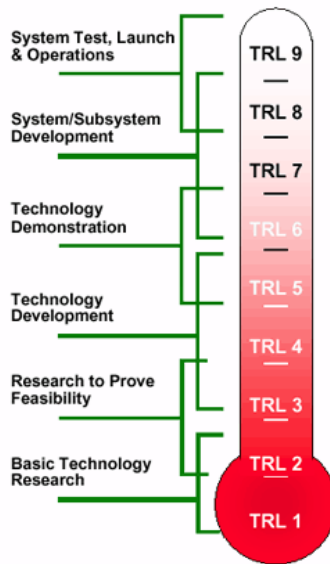 System Test, Launch
& Operations
System/Subsystem
Development
Technology
Demonstration
Technology
Development
Research to Prove
Feasibility
Basic Technology
Research
TRL 9
TRL 8
TRL 7
TRL 6
TRL 5
TRL 4
TRL 3
TRL 2
TRL 1